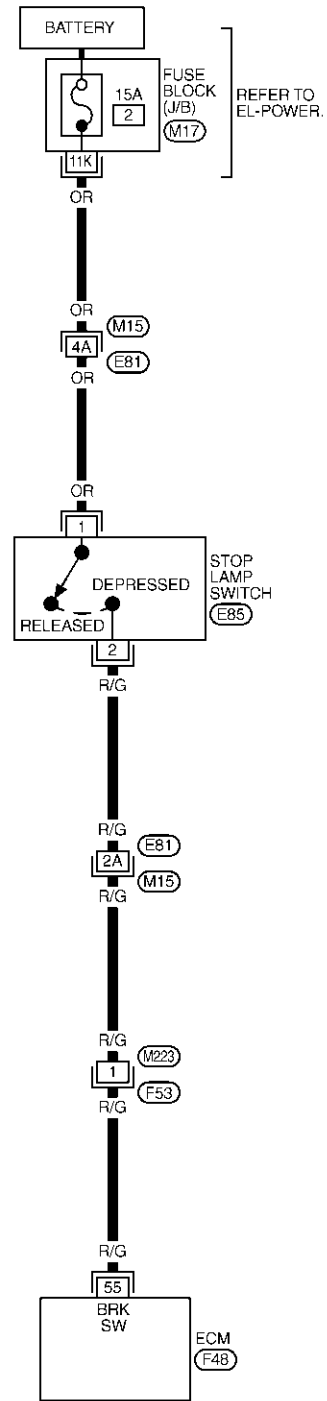 BATTERY
FUSE
BLOCK
(J/B)
M17
15A
2
REFER TO
EL-POWER.
11K
OR
OR
M15
4A
E81
OR
OR
1
STOP
LAMP
SWITCH
E85
DEPRESSED
RELEASED
2
R/G
R/G
E81
2A
M15
R/G
R/G
M223
1
F53
R/G
R/G
55
BRK
SW
ECM
F48